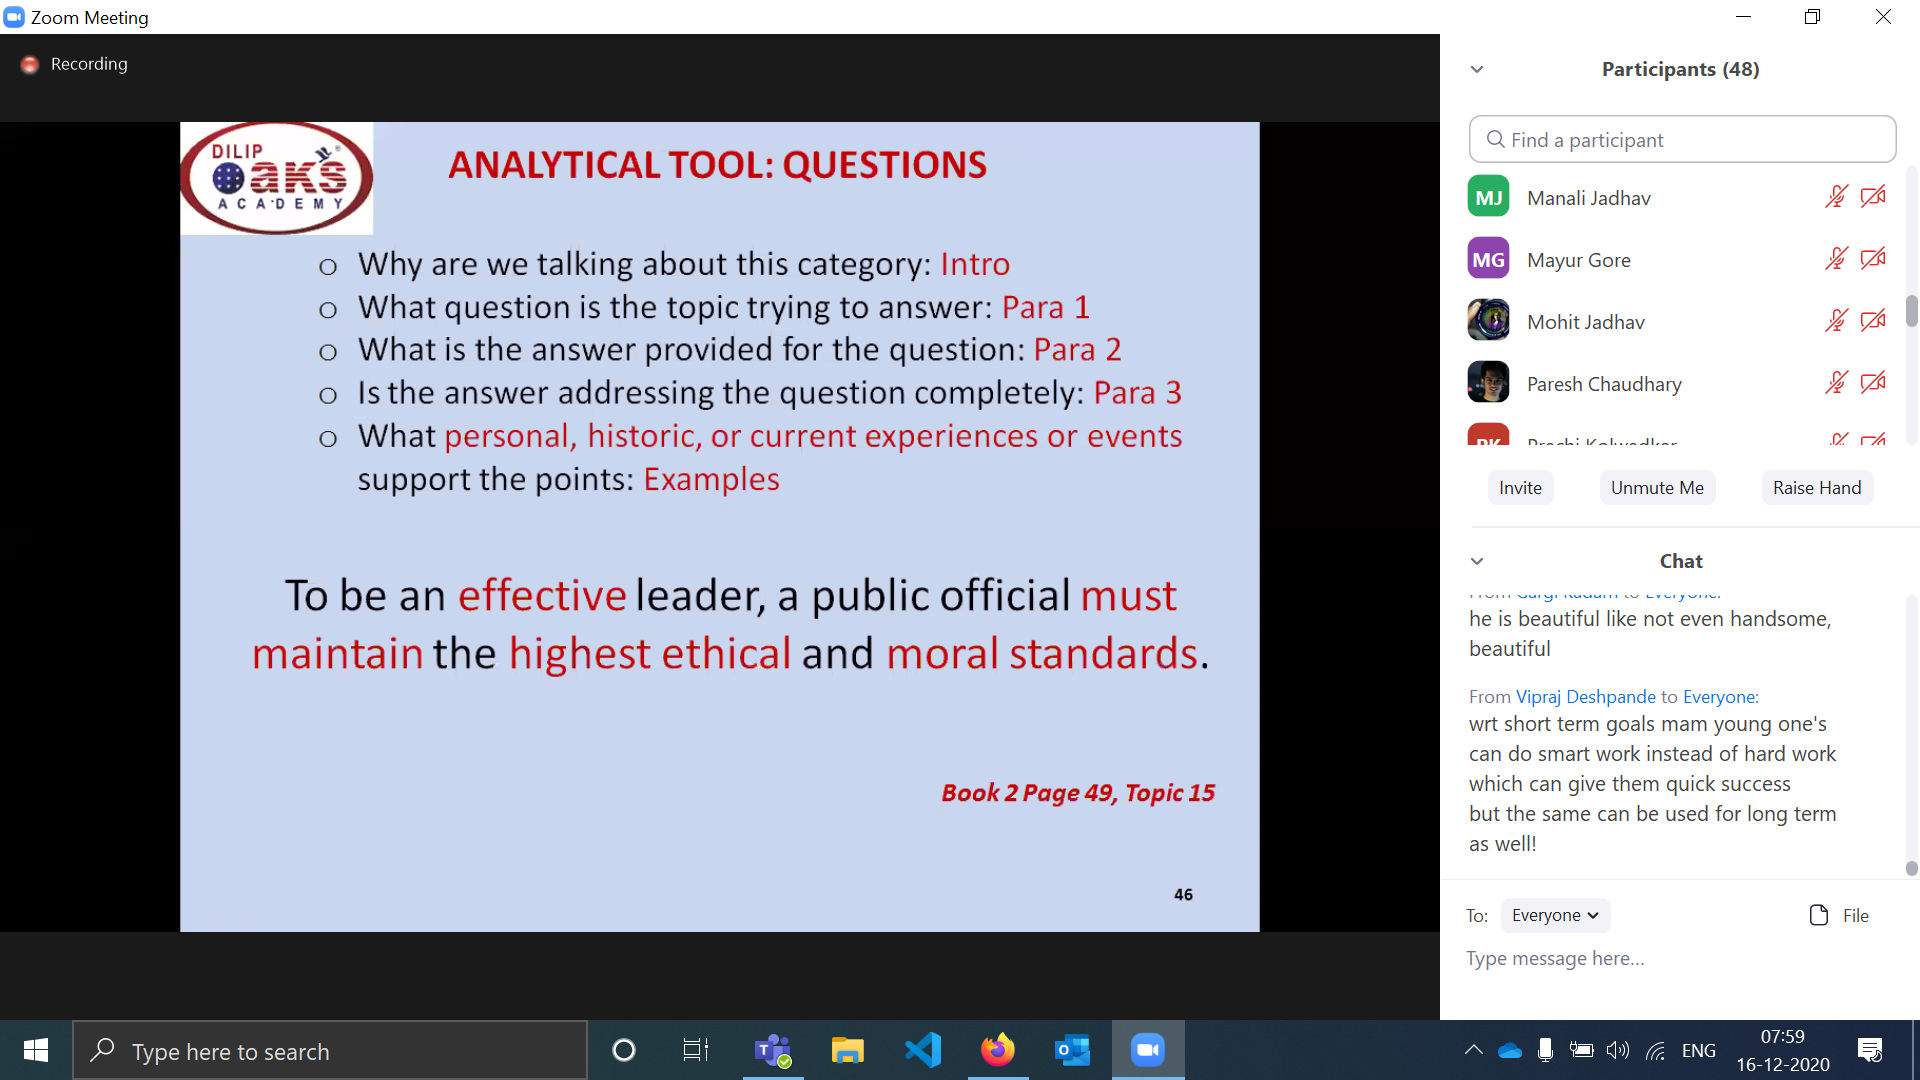 Zoom Meeting
Recording
DILIP
OAKS
ACADEMY
ANALYTICAL TOOL: QUESTIONS
o Why are we talking about this category: Intro
o What question is the topic trying to answer: Para 1
o What is the answer provided for the question: Para 2
o Is the answer addressing the question completely: Para 3
o What personal, historic, or current experiences or events
support the points: Examples
To be an effective leader, a public official must
maintain the highest ethical and moral standards.
Book 2 Page 49, Topic 15
46
Participants (48)
Find a participant
MJ Manali Jadhav
MG Mayur Gore
Mohit Jadhav
Paresh Chaudhary
PK Prachi Kolwadkar
Invite
Unmute Me
Raise Hand
Chat
From Gargi Kadam to Everyone:
he is beautiful like not even handsome,
beautiful
From Vipraj Deshpande to Everyone:
wrt short term goals mam young one's
can do smart work instead of hard work
which can give them quick success
but the same can be used for long term
as well!
To: Everyone
File
Type message here...
Type here to search
ENG
07:59
16-12-2020